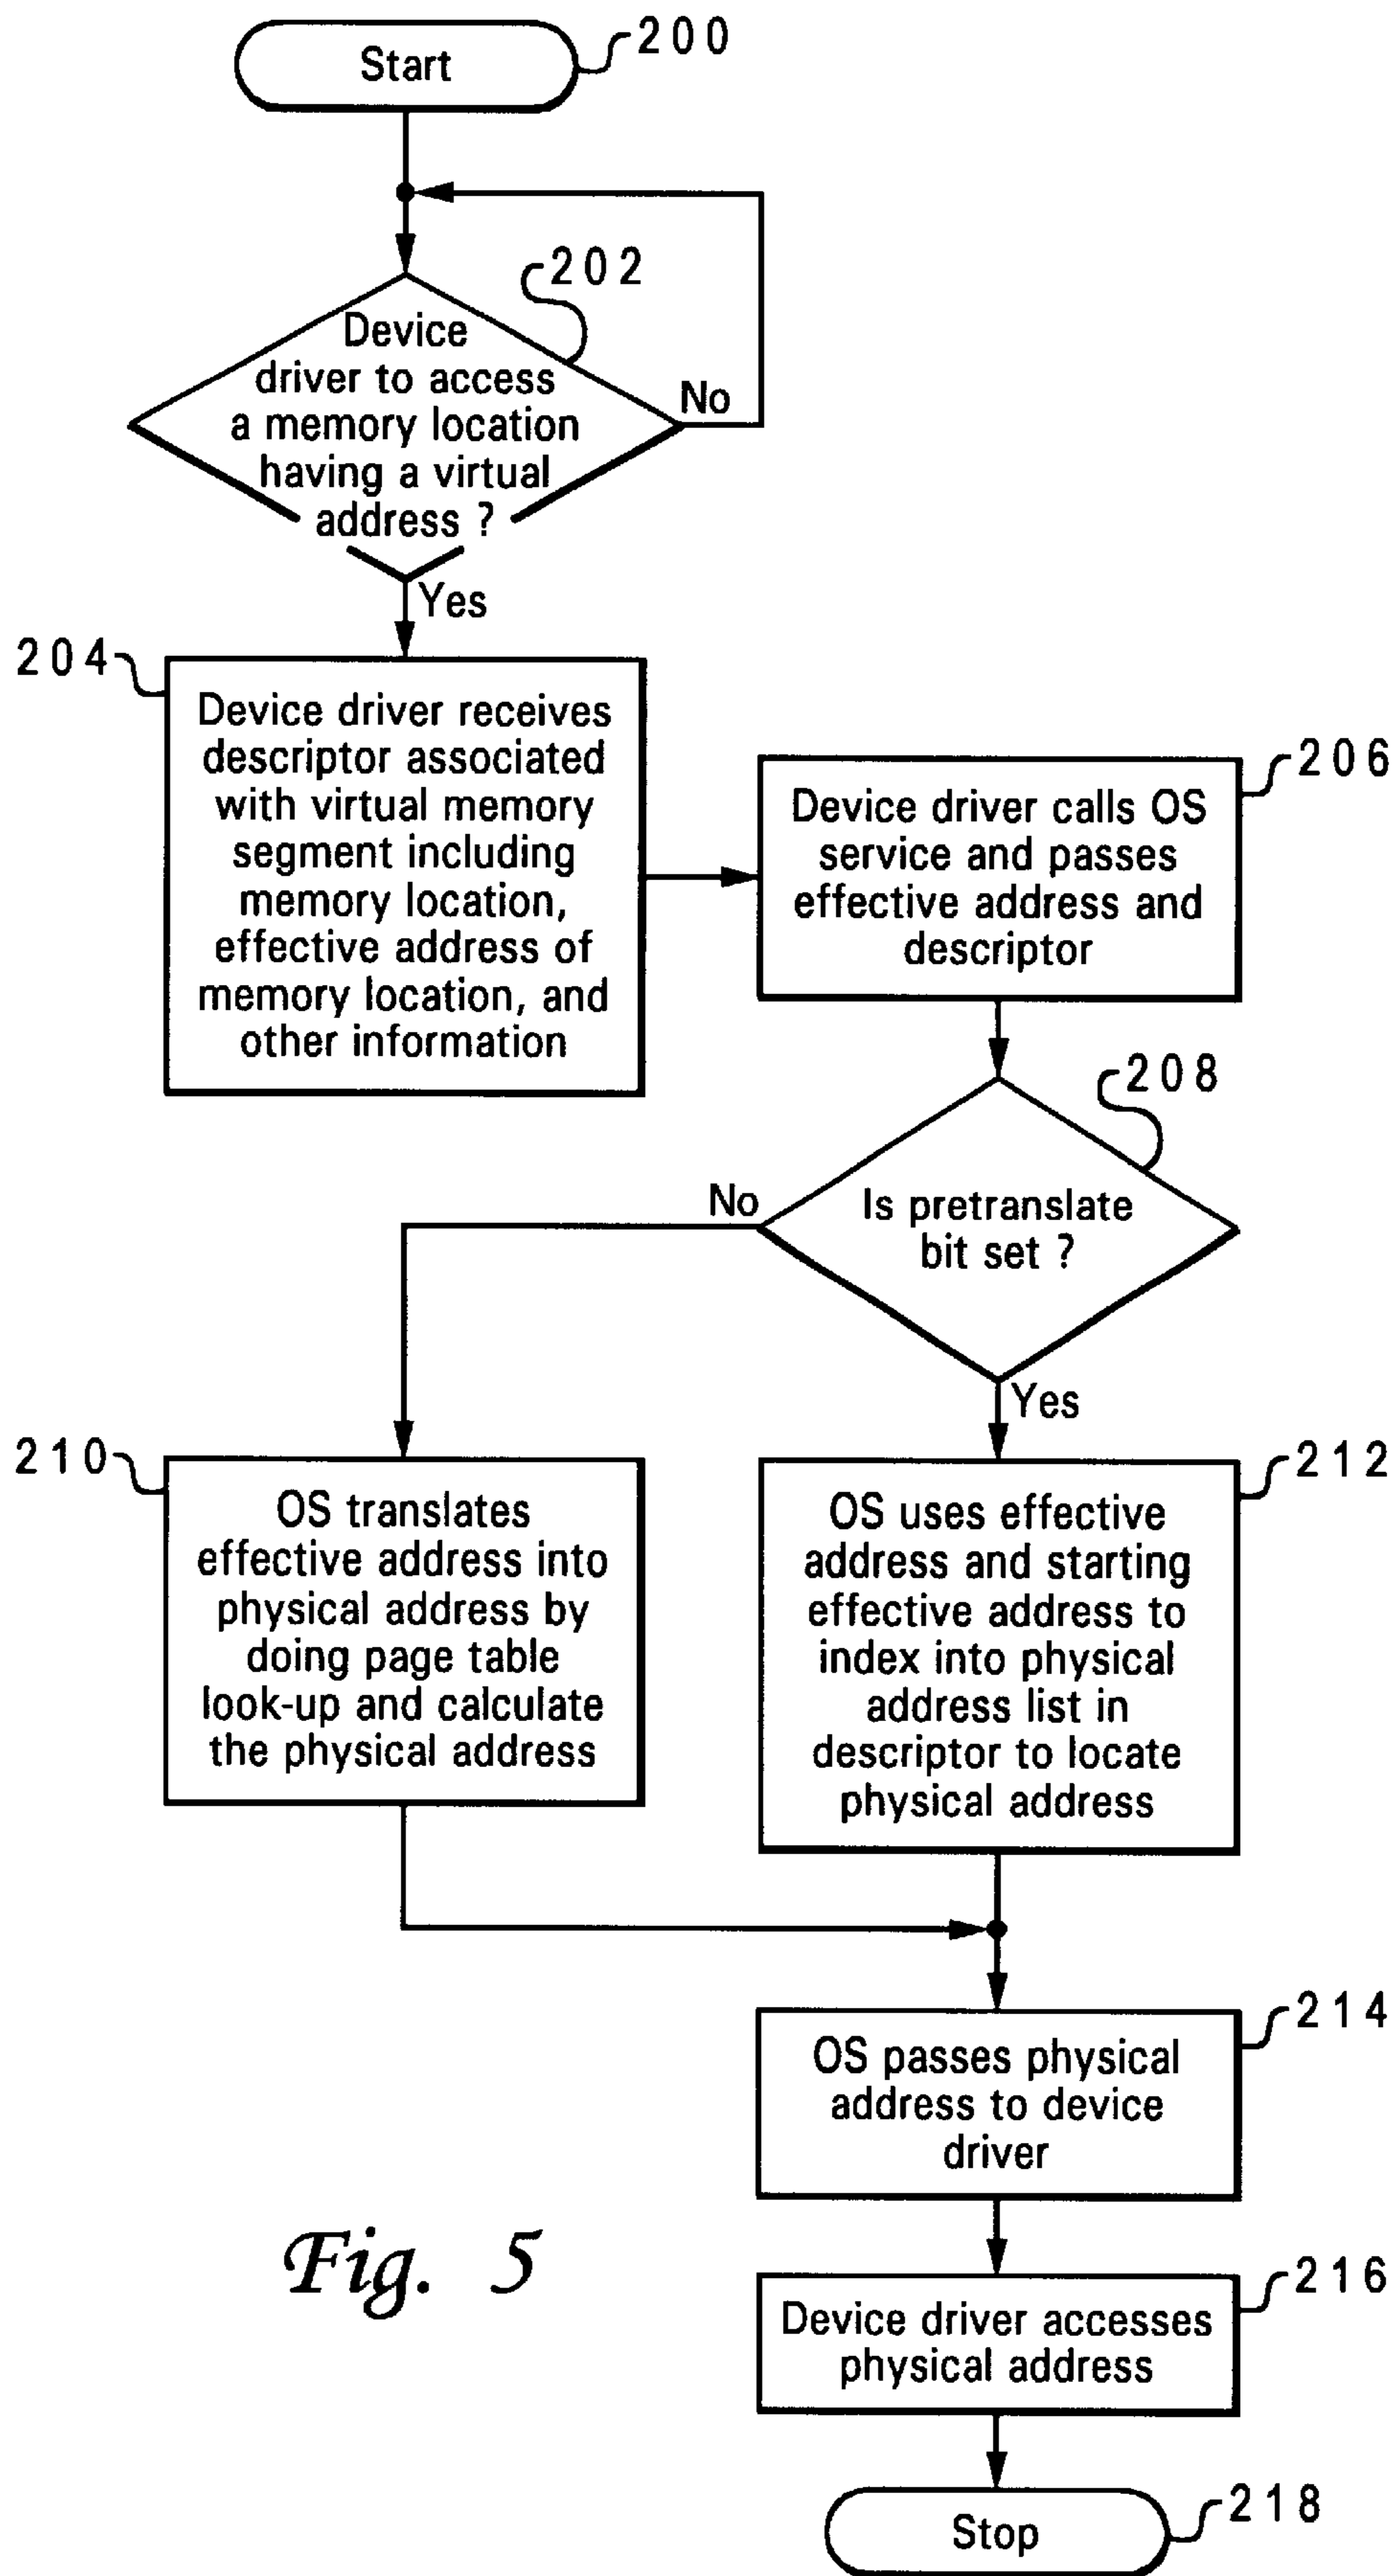 Start
200
202
Device
driver to access
a memory location
having a virtual
address ?
No
Yes
204
Device driver receives
descriptor associated
with virtual memory
segment including
memory location,
effective address of
memory location, and
other information
206
Device driver calls OS
service and passes
effective address and
descriptor
208
Is pretranslate
bit set ?
No
Yes
210
OS translates
effective address into
physical address by
doing page table
look-up and calculate
the physical address
212
OS uses effective
address and starting
effective address to
index into physical
address list in
descriptor to locate
physical address
214
OS passes physical
address to device
driver
216
Device driver accesses
physical address
Stop
218
Fig. 5